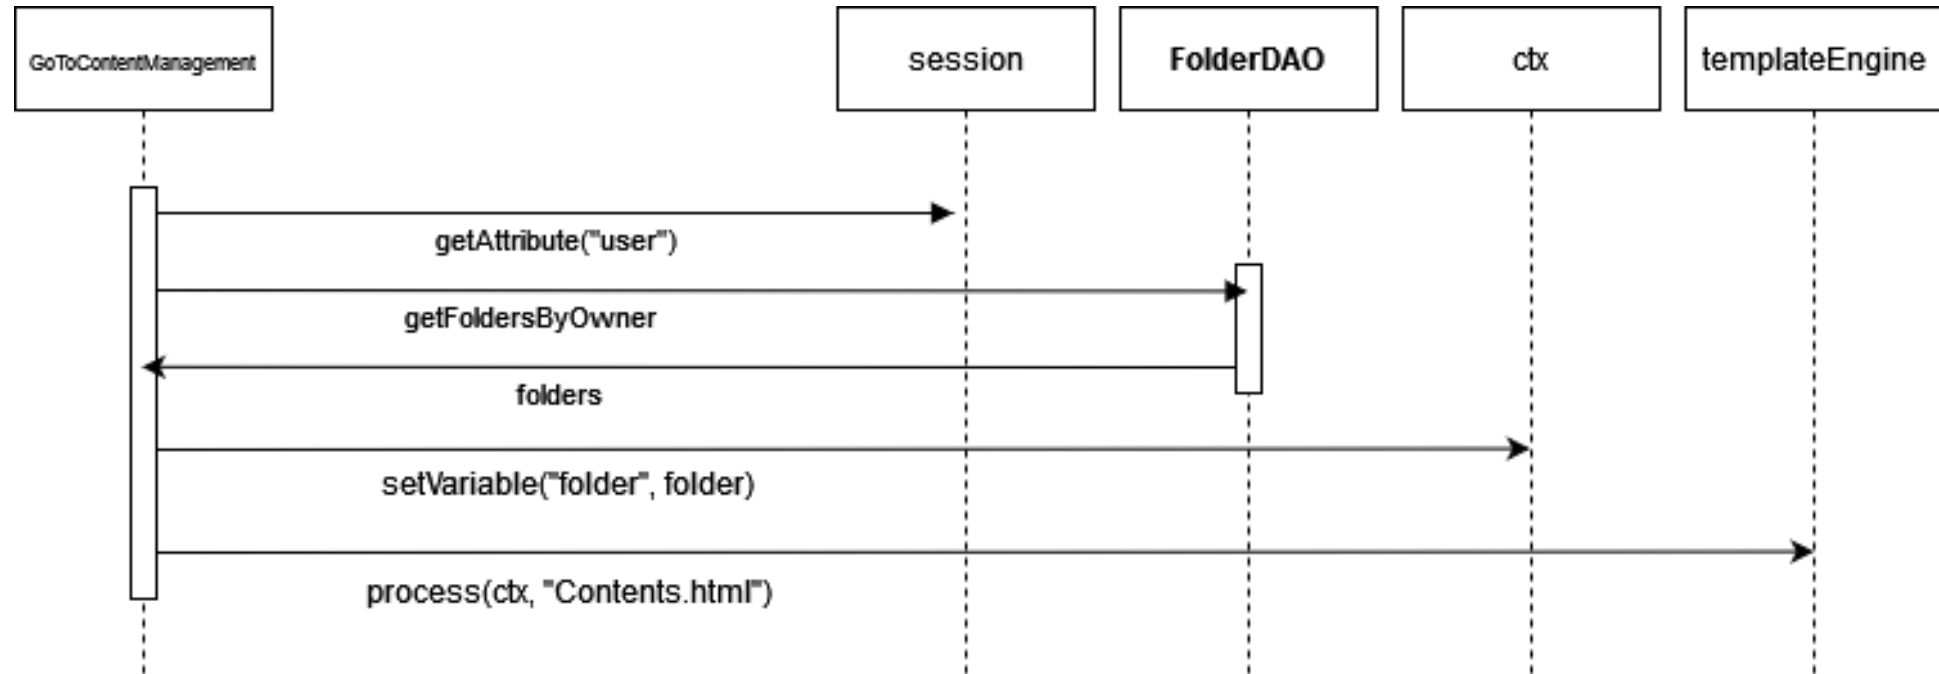 GoToContentManagement
session
FolderDAO
ctx
templateEngine
getAttribute("user")
getFoldersByOwner
folders
setVariable("folder", folder)
process(ctx, "Contents.html")